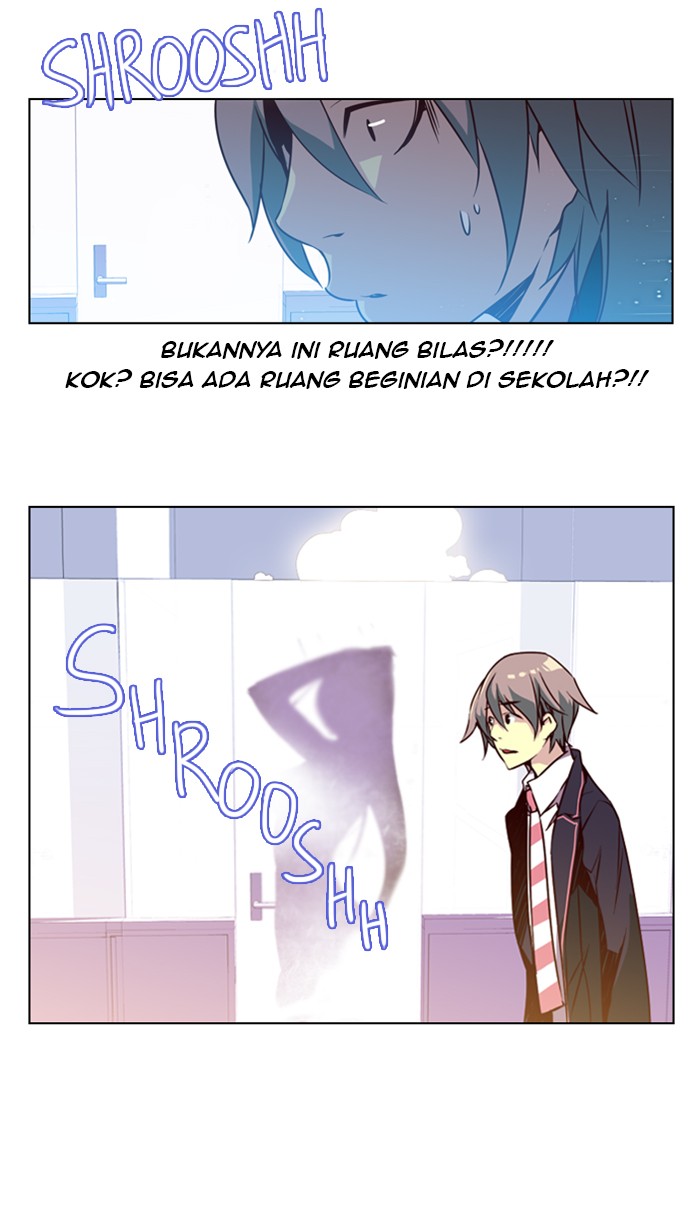 SHROOSHH
BUKANNYA INI RUANG BILAS?!!!!!
KOK? BISA ADA RUANG BEGINIAN DI SEKOLAH?!!
SHROOSHH